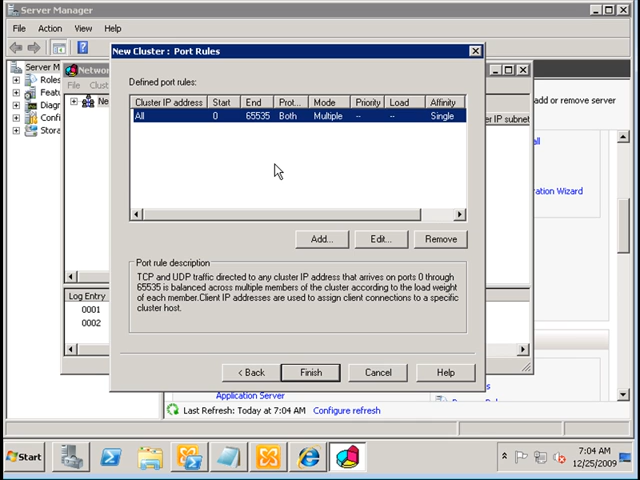 Server Manager
File Action View Help
Server M
Roles
Featu
Diagn
Confi
Stora
Network
File Clust
Ne
Log Entry
0001
0002
New Cluster : Port Rules
Defined port rules:
Cluster IP address Start End Prot... Mode Priority Load Affinity
All 0 65535 Both Multiple -- -- Single
Add... Edit... Remove
Port rule description
TCP and UDP traffic directed to any cluster IP address that arrives on ports 0 through
65535 is balanced across multiple members of the cluster according to the load weight
of each member.Client IP addresses are used to assign client connections to a specific
cluster host.
< Back Finish Cancel Help
add or remove server
er IP subnet
all
ration Wizard
Application Server
Last Refresh: Today at 7:04 AM Configure refresh
Start
7:04 AM
12/25/2009